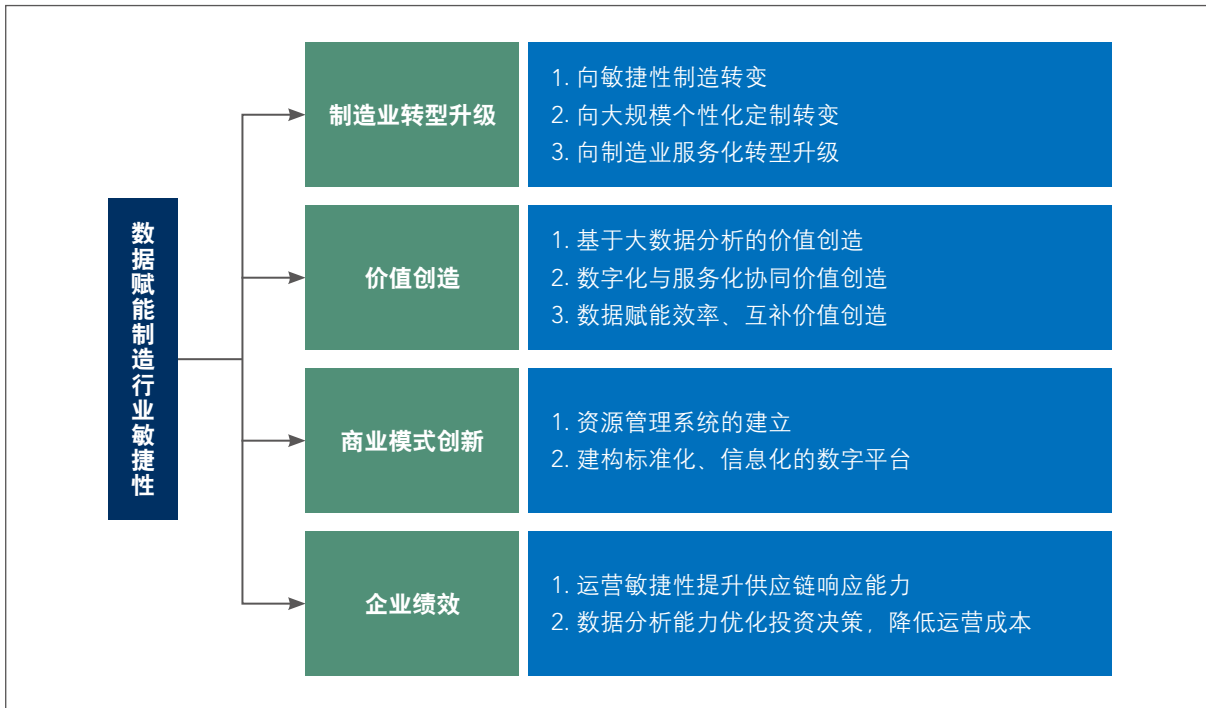 数据赋能制造行业敏捷性
制造业转型升级
1. 向敏捷性制造转变
2. 向大规模个性化定制转变
3. 向制造业服务化转型升级
价值创造
1. 基于大数据分析的价值创造
2. 数字化与服务化协同价值创造
3. 数据赋能效率、互补价值创造
商业模式创新
1. 资源管理系统的建立
2. 建构标准化、信息化的数字平台
企业绩效
1. 运营敏捷性提升供应链响应能力
2. 数据分析能力优化投资决策，降低运营成本